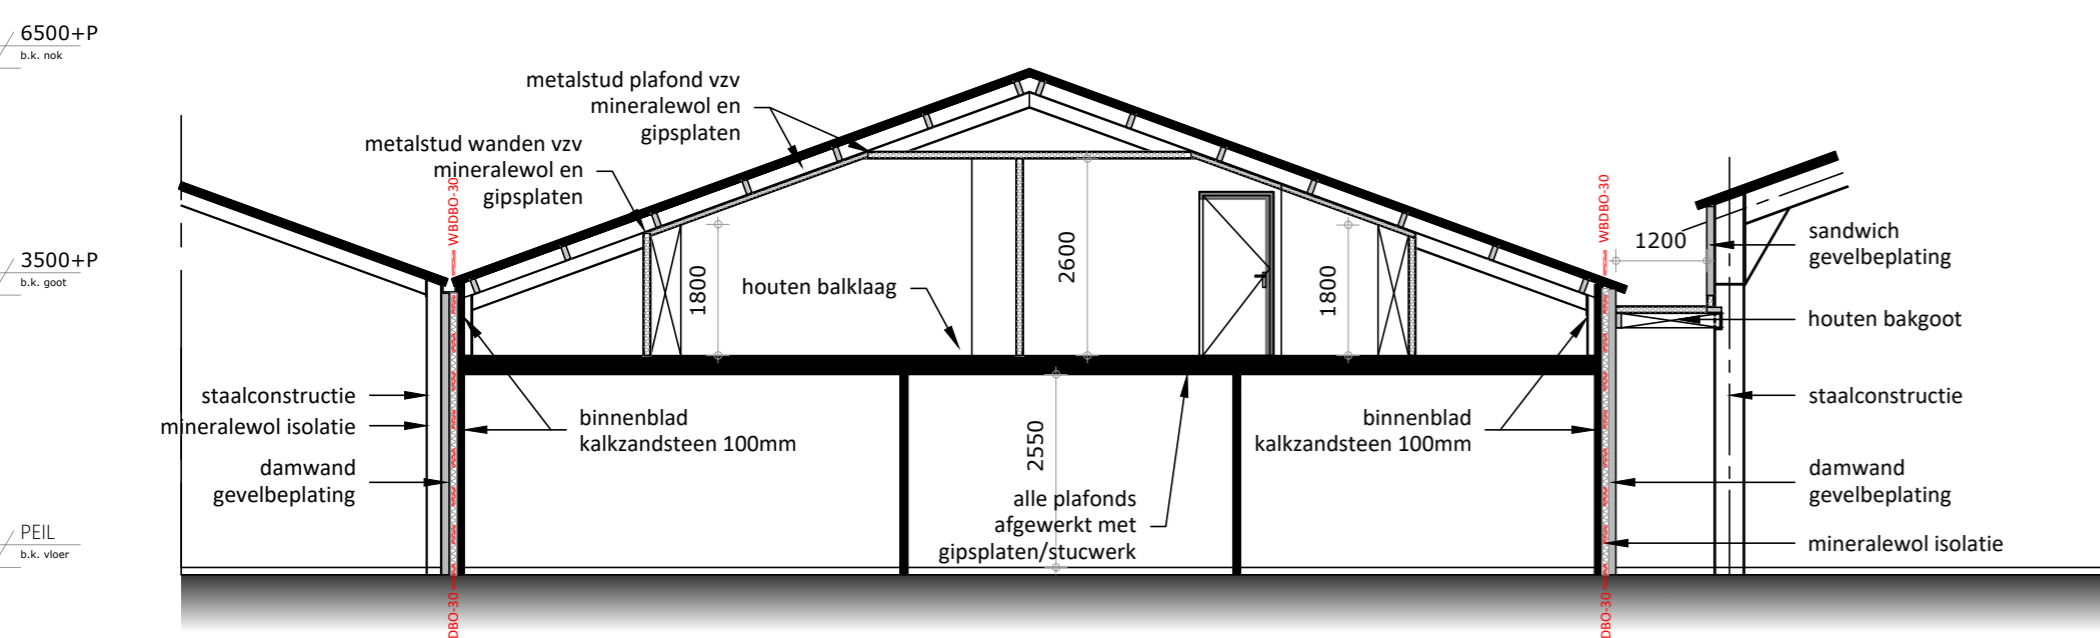 6500+P
b.k. nok
metalstud plafond vzv
mineralewol en
gipsplaten
metalstud wanden vzv
mineralewol en
gipsplaten
WBDBO-30
WBDBO-30
3500+P
b.k. goot
1800
houten balklaag
2600
1800
1200
sandwich
gevelbeplating
houten bakgoot
staalconstructie
mineralewol isolatie
damwand
gevelbeplating
binnenblad
kalkzandsteen 100mm
2550
alle plafonds
afgewerkt met
gipsplaten/stucwerk
binnenblad
kalkzandsteen 100mm
staalconstructie
damwand
gevelbeplating
mineralewol isolatie
PEIL
b.k. vloer
DBO-30
DBO-30